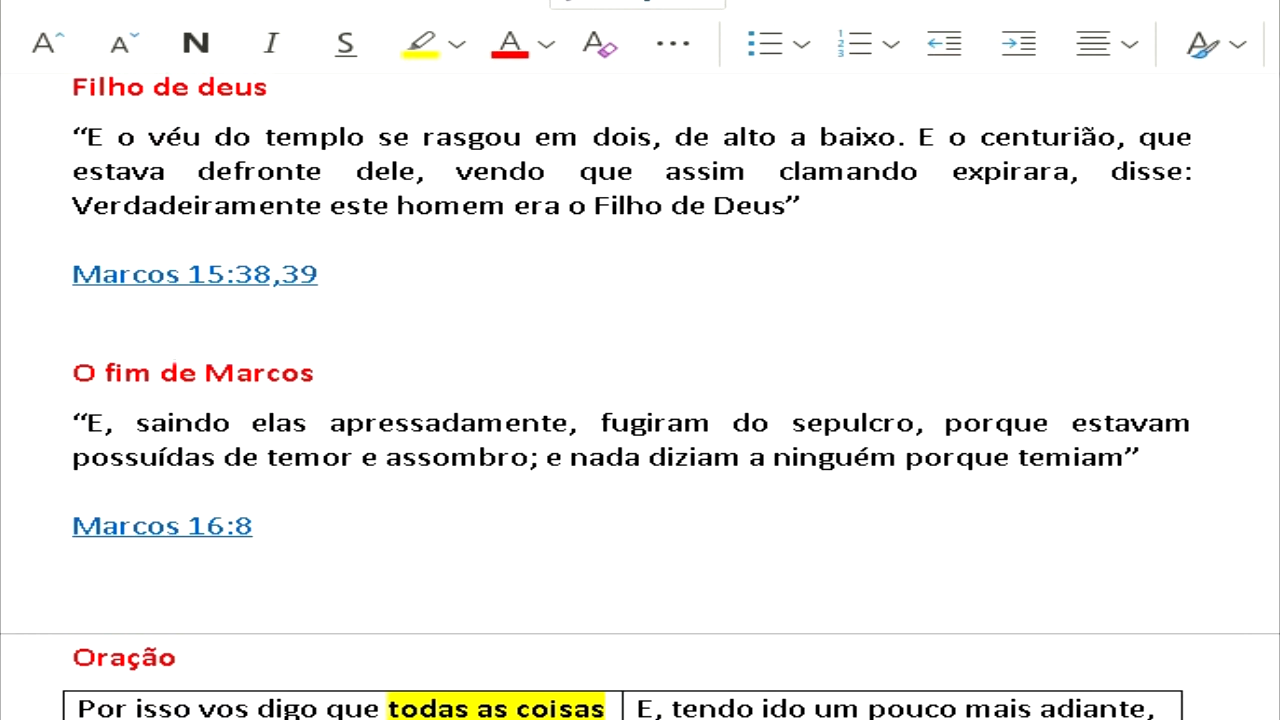 N I S A
Filho de deus
“E o véu do templo se rasgou em dois, de alto a baixo. E o centurião, que
estava defronte dele, vendo que assim clamando expirara, disse:
Verdadeiramente este homem era o Filho de Deus”
Marcos 15:38,39
O fim de Marcos
“E, saindo elas apressadamente, fugiram do sepulcro, porque estavam
possuídas de temor e assombro; e nada diziam a ninguém porque temiam”
Marcos 16:8
Oração
Por isso vos digo que todas as coisas
E, tendo ido um pouco mais adiante,